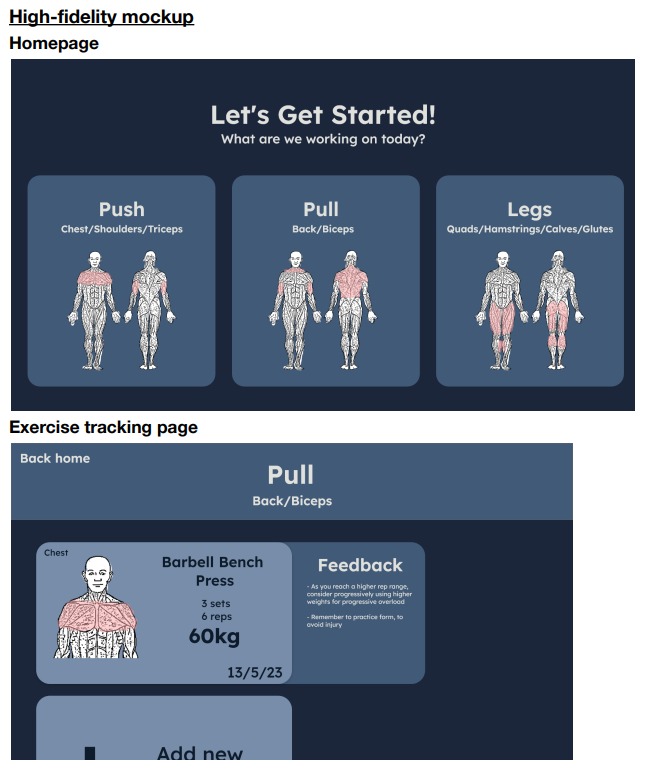 High-fidelity mockup
Homepage
Let's Get Started!
What are we working on today?
Push
Chest/Shoulders/Triceps
Pull
Back/Biceps
Legs
Quads/Hamstrings/Calves/Glutes
Exercise tracking page
Back home
Pull
Back/Biceps
Chest
Barbell Bench
Press
3 sets
6 reps
60kg
13/5/23
Feedback
- As you reach a higher rep range,
consider progressively using higher
weights for progressive overload
- Remember to practice form, to
avoid injury
Add new